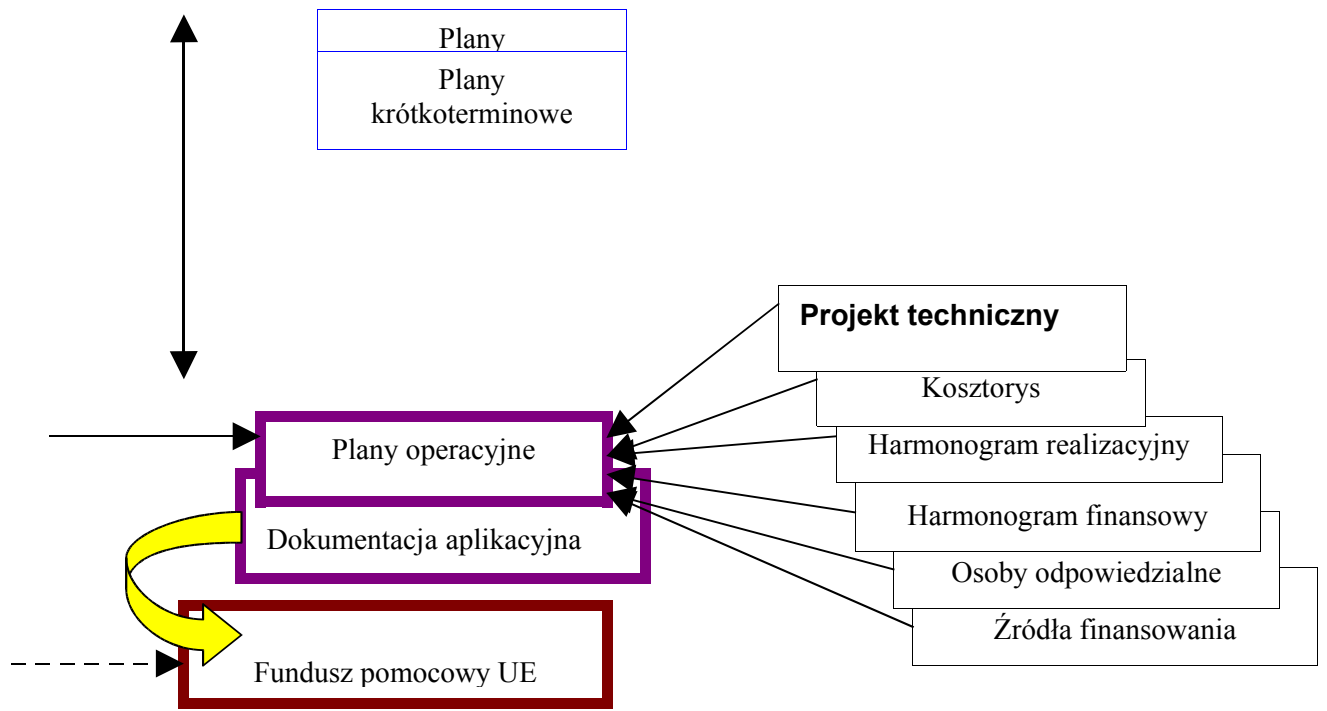 Plany
Plany
krótkoterminowe
Projekt techniczny
Kosztorys
Harmonogram realizacyjny
Plany operacyjne
Harmonogram finansowy
Dokumentacja aplikacyjna
Osoby odpowiedzialne
Źródła finansowania
Fundusz pomocowy UE